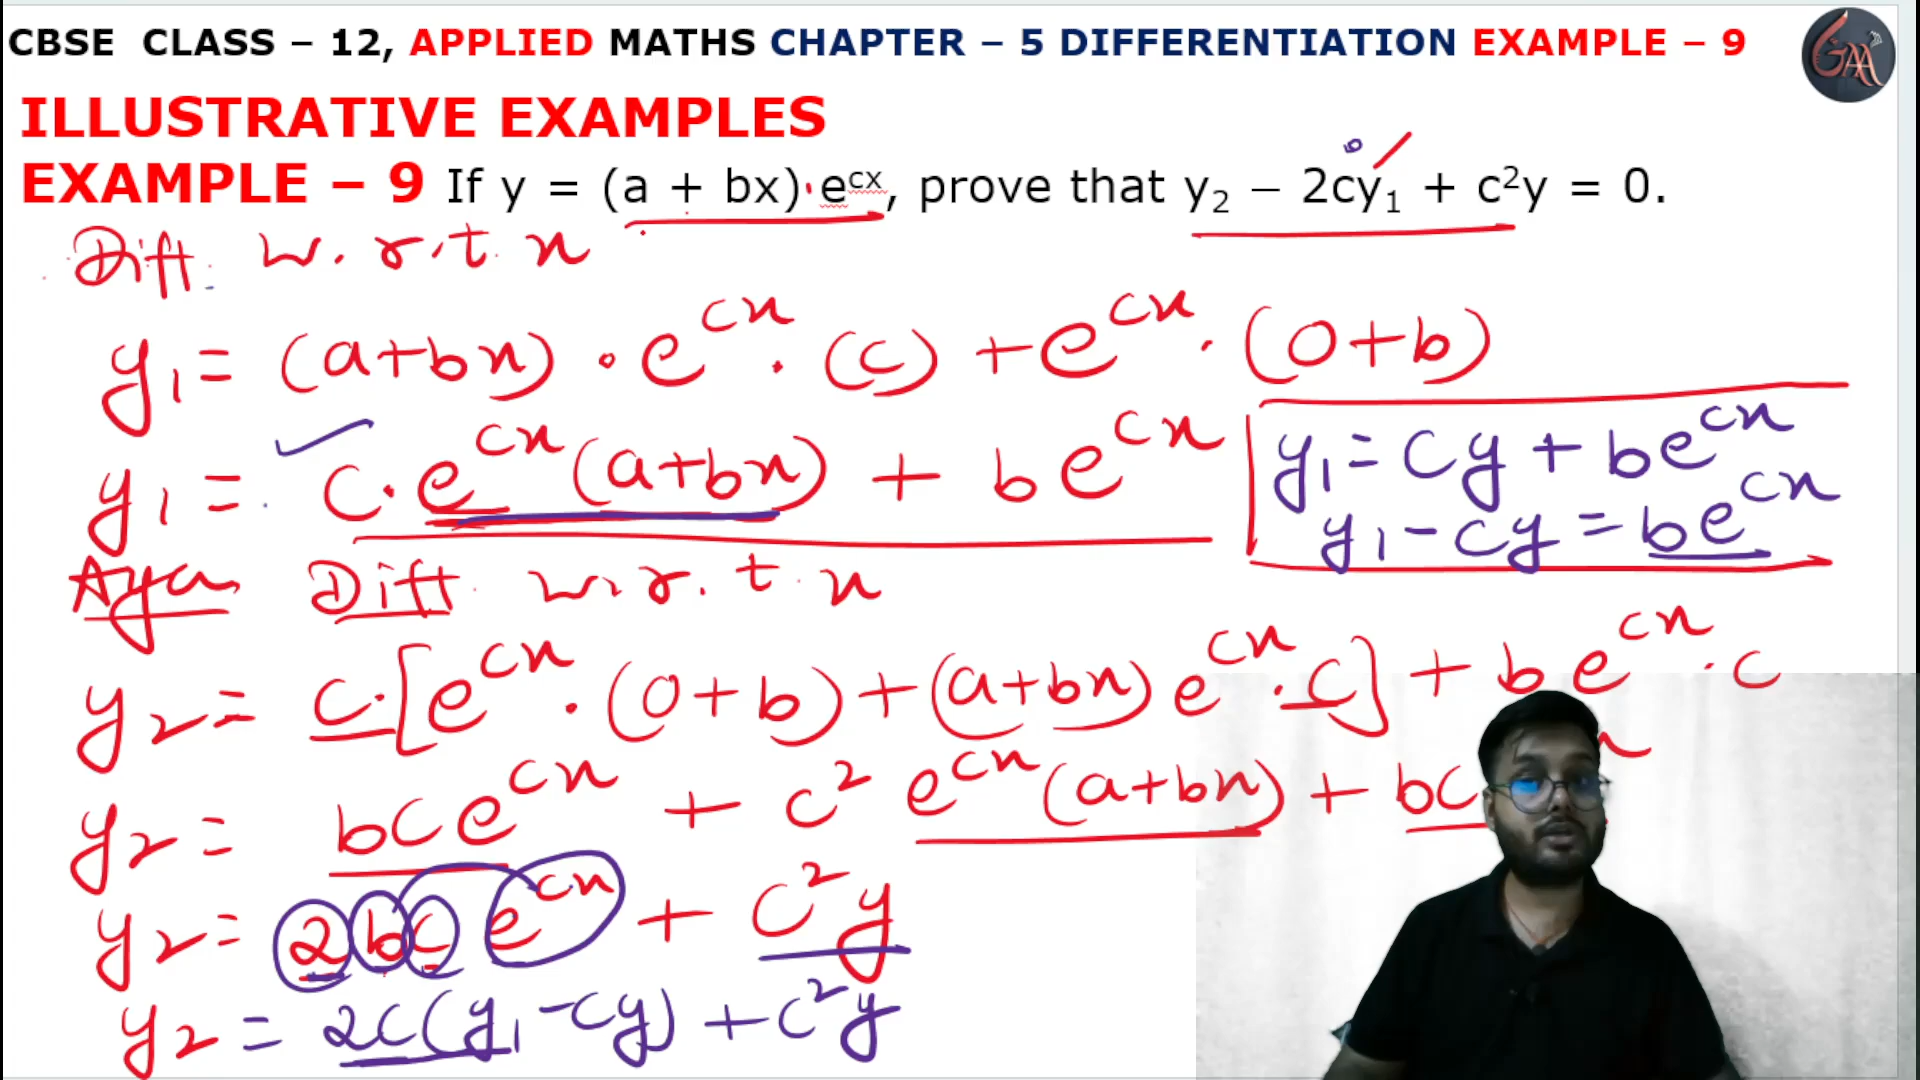 CBSE CLASS – 12, APPLIED MATHS CHAPTER – 5 DIFFERENTIATION EXAMPLE – 9
GAA
ILLUSTRATIVE EXAMPLES
EXAMPLE – 9 If y = (a + bx)·e^cx, prove that y₂ – 2cy₁ + c²y = 0.
Diff. w.r.t. x
y₁ = (a+bx) · e^cx · (c) + e^cx · (0+b)
y₁ = c·e^cx (a+bx) + be^cx
y₁ = cy + be^cx
y₁ - cy = be^cx
Diff w.r.t x
y₂ = c·[e^cx · (0+b) + (a+bx) e^cx · c] + be^cx · c
y₂ = bce^cx + c² e^cx (a+bx) + bc
y₂ = 2bc e^cx + c²y
y₂ = 2c(y₁ - cy) + c²y